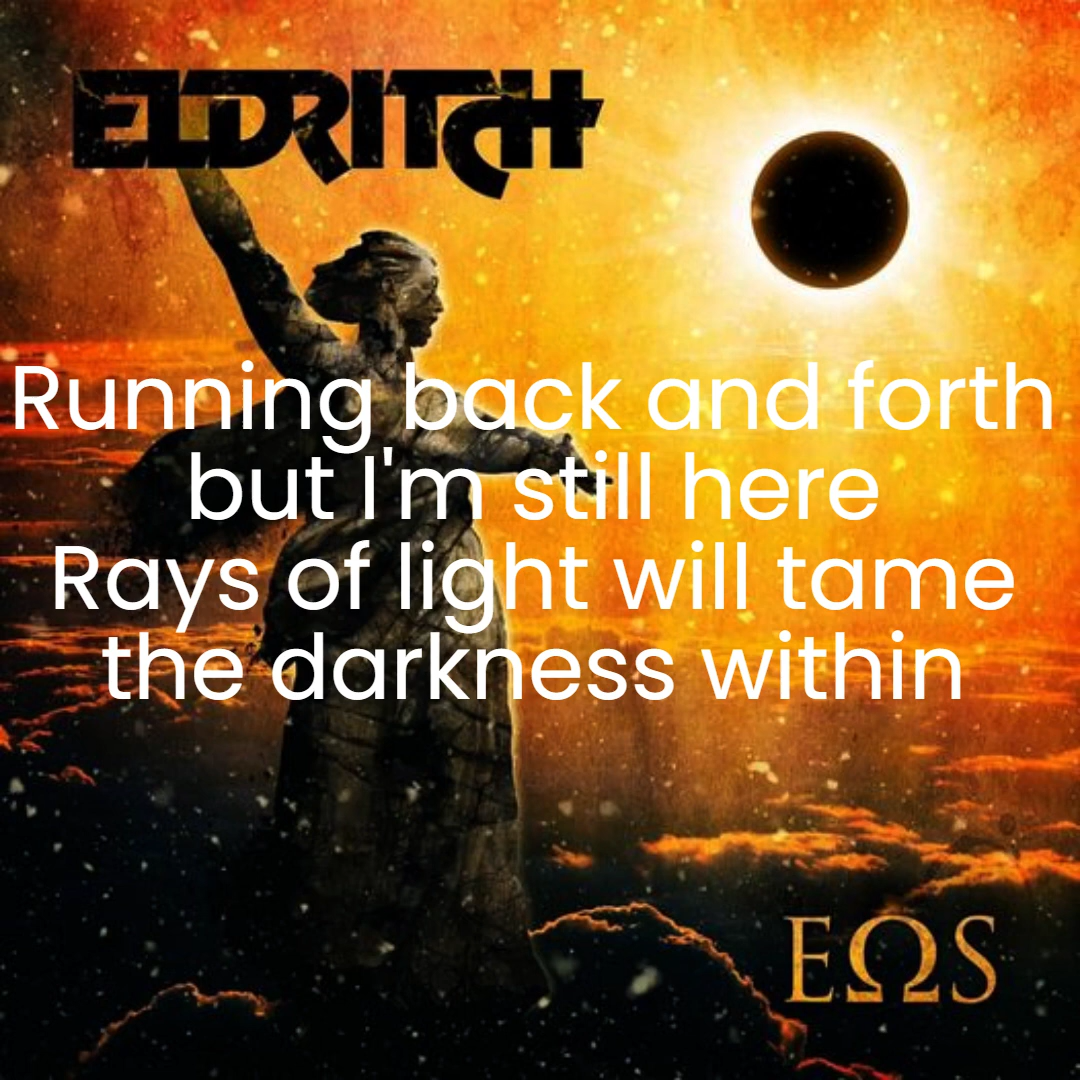 ELDRITCH
Running back and forth
but I'm still here
Rays of light will tame
the darkness within
EΩS